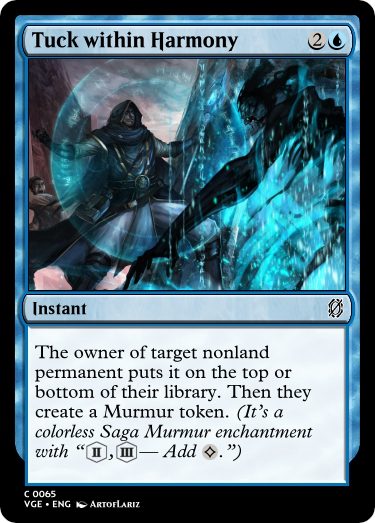 Tuck within Harmony 2
Instant
The owner of target nonland
permanent puts it on the top or
bottom of their library. Then they
create a Murmur token. (It's a
colorless Saga Murmur enchantment
with “II, III— Add .”)
C 0065
VGE • ENG ArtofLariz